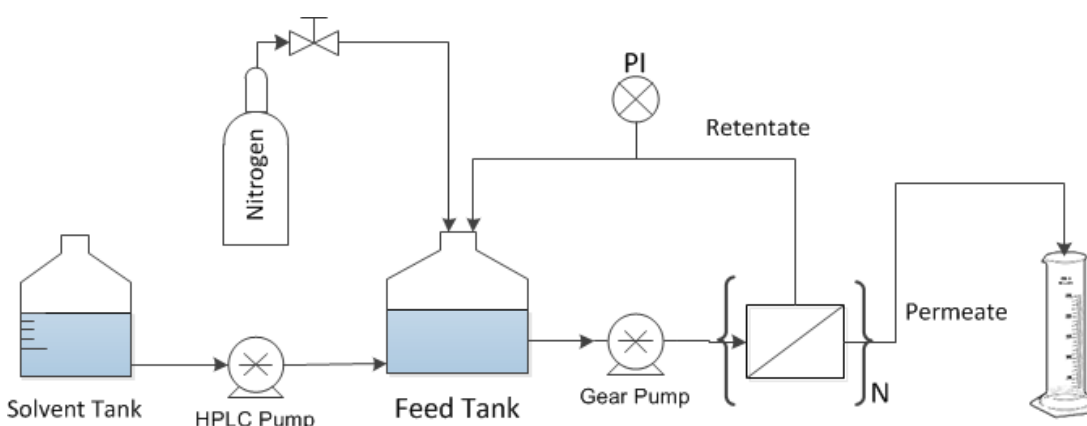 PI
Retentate
Nitrogen
Permeate
Solvent Tank
HPLC Pump
Feed Tank
Gear Pump
N